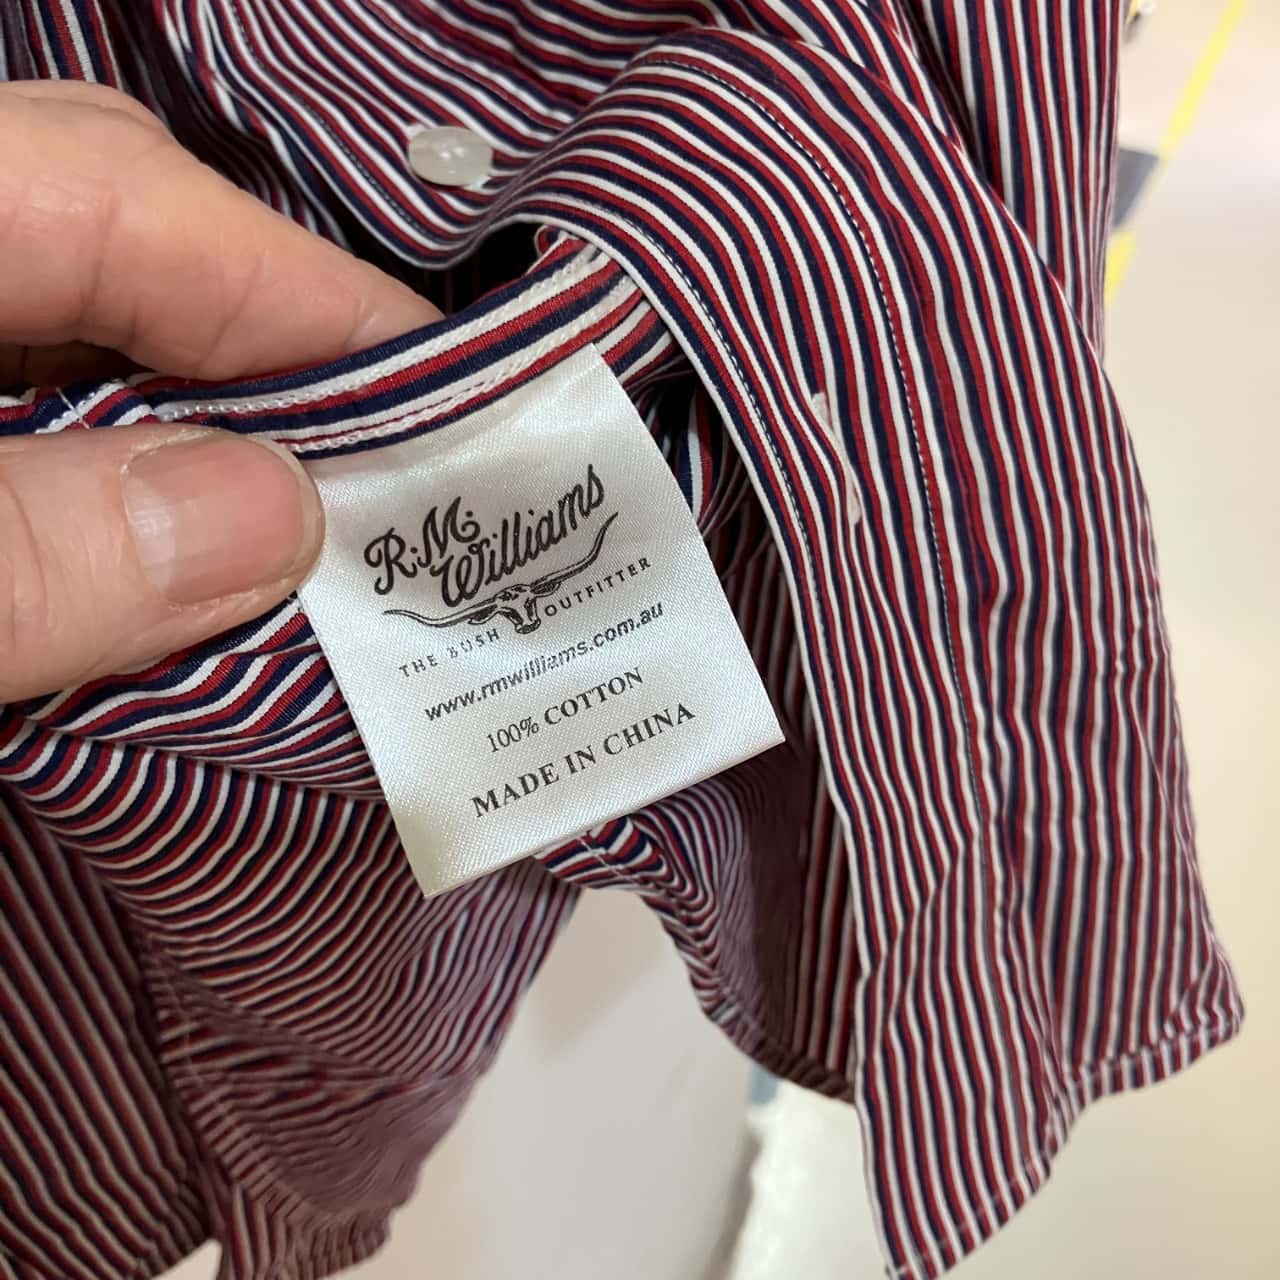 R.M. Williams
THE BUSH OUTFITTER
www.rmwilliams.com.au
100% COTTON
MADE IN CHINA